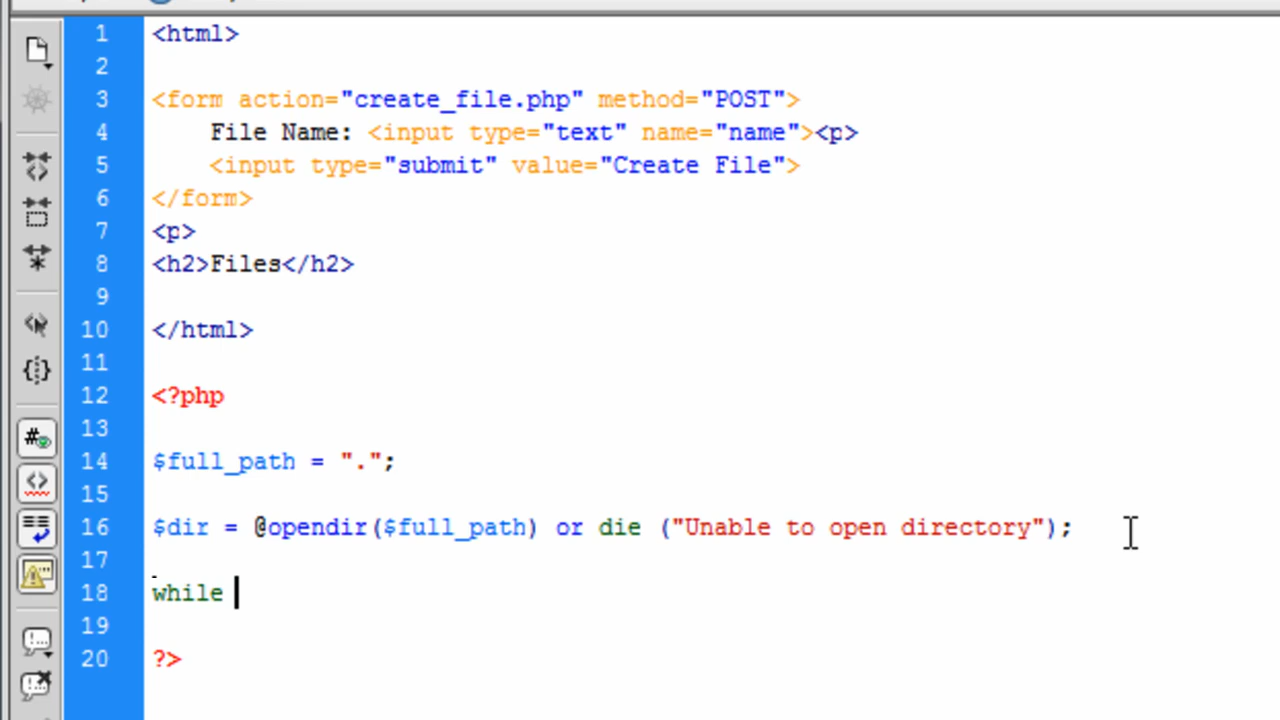 1 <html>
2
3 <form action="create_file.php" method="POST">
4     File Name: <input type="text" name="name"><p>
5     <input type="submit" value="Create File">
6 </form>
7 <p>
8 <h2>Files</h2>
9
10 </html>
11
12 <?php
13
14 $full_path = ".";
15
16 $dir = @opendir($full_path) or die ("Unable to open directory");
17
18 while
19
20 ?>